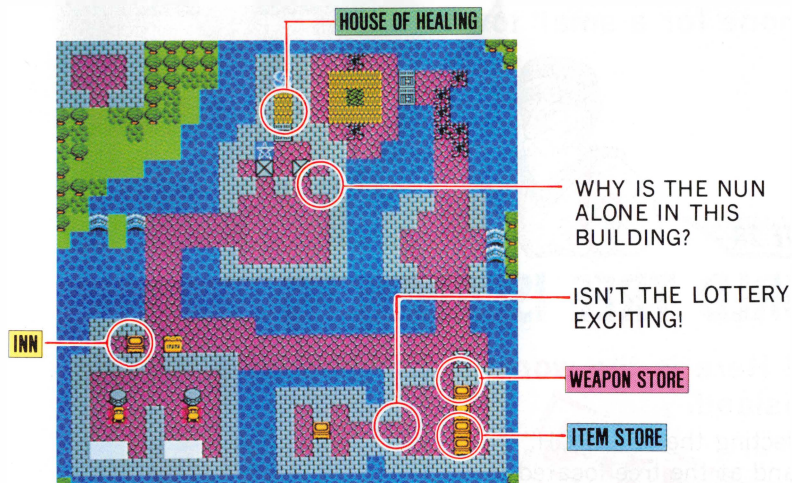 HOUSE OF HEALING
WHY IS THE NUN
ALONE IN THIS
BUILDING?
ISN'T THE LOTTERY
EXCITING!
INN
WEAPON STORE
ITEM STORE